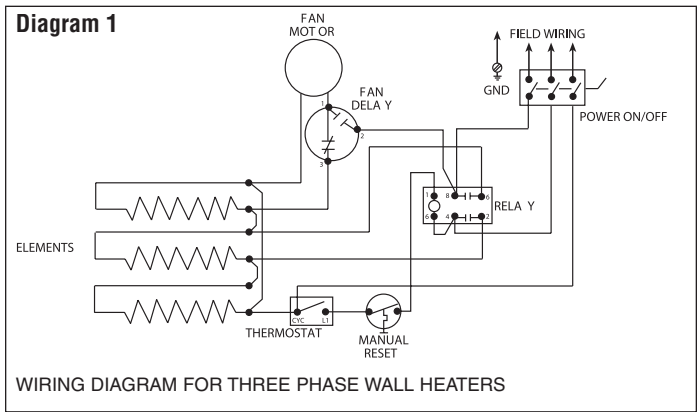 Diagram 1
FAN
MOT OR
FIELD WIRING
GND
POWER ON/OFF
FAN
DELA Y
1
2
3
1 8 6
RELA Y
6 4 2
ELEMENTS
CYC L1
THERMOSTAT
MANUAL
RESET
WIRING DIAGRAM FOR THREE PHASE WALL HEATERS